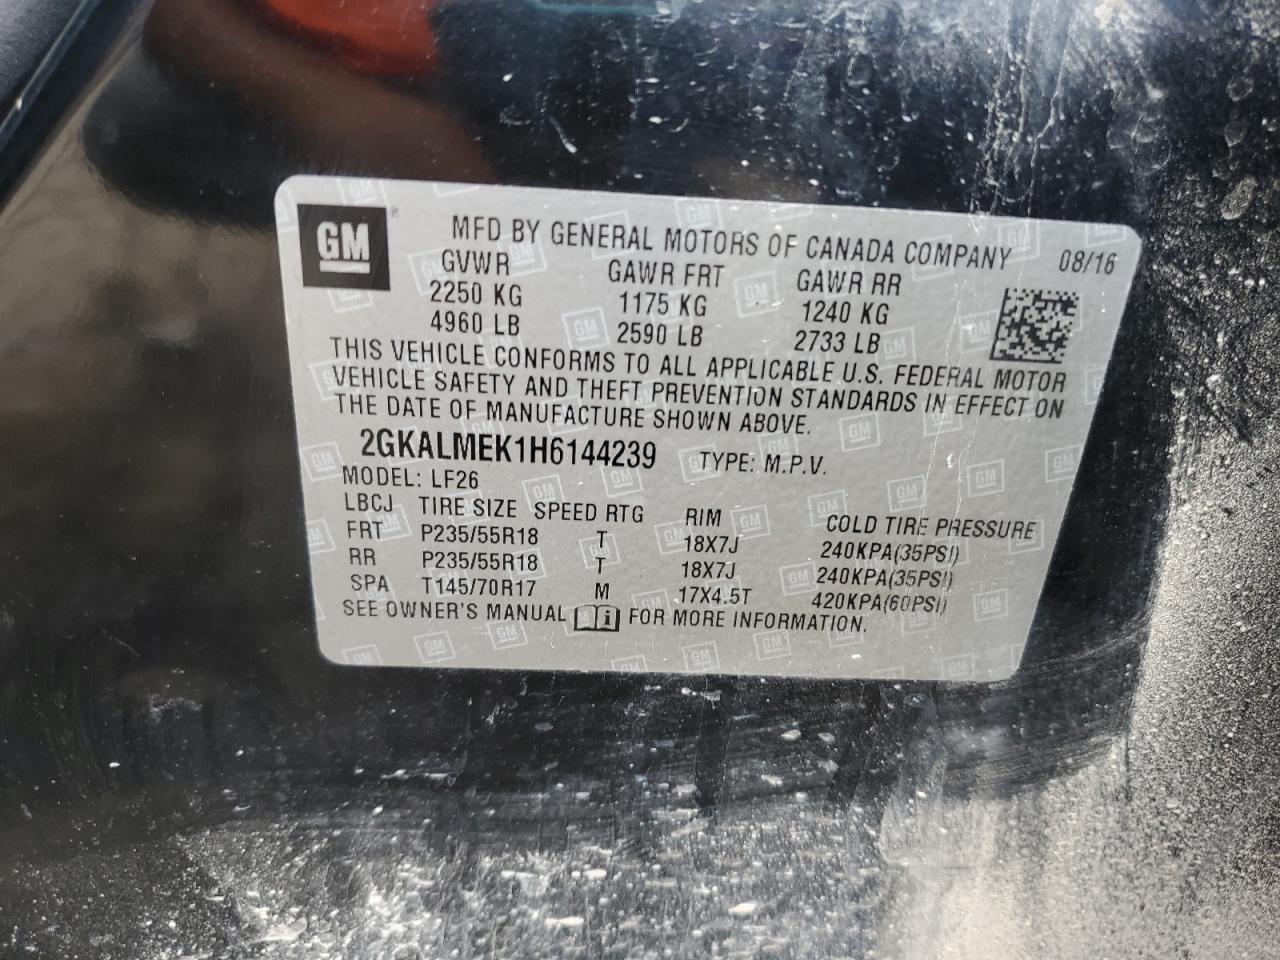 GM
MFD BY GENERAL MOTORS OF CANADA COMPANY 08/16
GVWR GAWR FRT GAWR RR
2250 KG 1175 KG 1240 KG
4960 LB 2590 LB 2733 LB
THIS VEHICLE CONFORMS TO ALL APPLICABLE U.S. FEDERAL MOTOR
VEHICLE SAFETY AND THEFT PREVENTION STANDARDS IN EFFECT ON
THE DATE OF MANUFACTURE SHOWN ABOVE.
2GKALMEK1H6144239 TYPE: M.P.V.
MODEL: LF26
LBCJ TIRE SIZE SPEED RTG RIM COLD TIRE PRESSURE
FRT P235/55R18 T 18X7J 240KPA(35PSI)
RR P235/55R18 T 18X7J 240KPA(35PSI)
SPA T145/70R17 M 17X4.5T 420KPA(60PSI)
SEE OWNER'S MANUAL i FOR MORE INFORMATION.